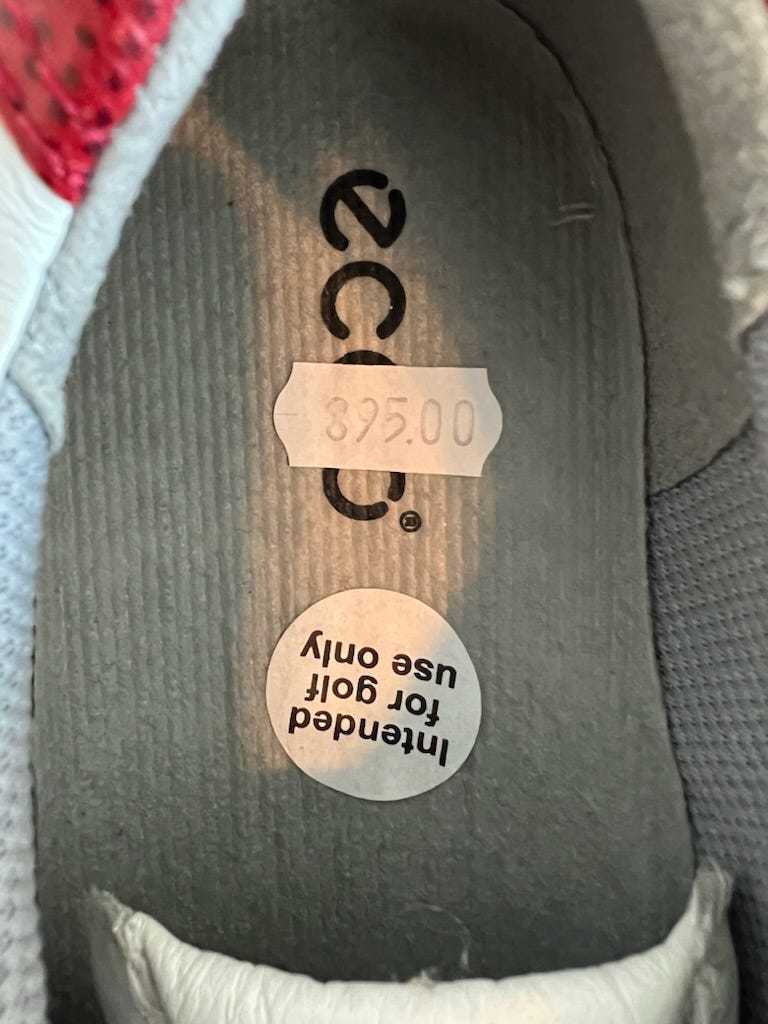 ecco®
895.00
Intended
for golf
use only